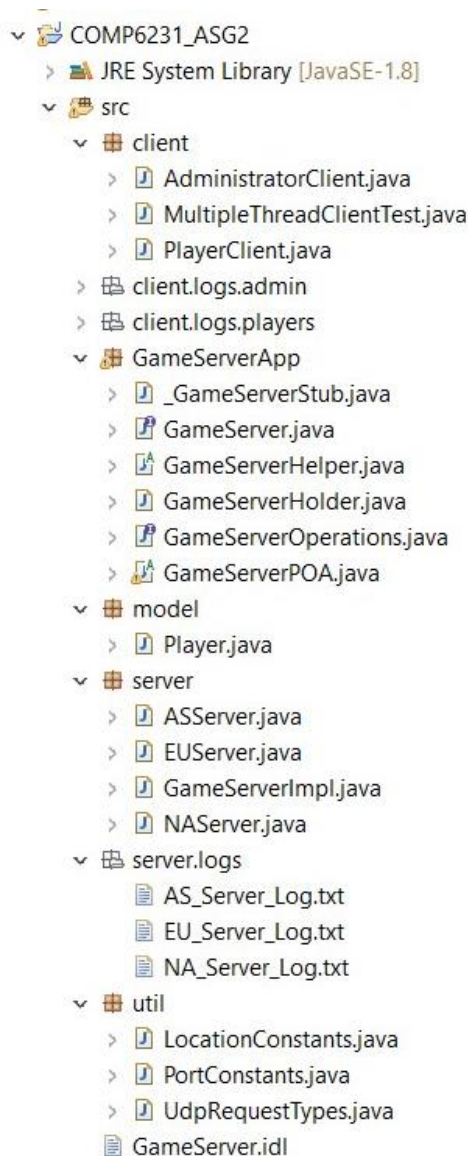 COMP6231_ASG2
JRE System Library [JavaSE-1.8]
src
client
AdministratorClient.java
MultipleThreadClientTest.java
PlayerClient.java
client.logs.admin
client.logs.players
GameServerApp
_GameServerStub.java
GameServer.java
GameServerHelper.java
GameServerHolder.java
GameServerOperations.java
GameServerPOA.java
model
Player.java
server
ASServer.java
EUServer.java
GameServerImpl.java
NAServer.java
server.logs
AS_Server_Log.txt
EU_Server_Log.txt
NA_Server_Log.txt
util
LocationConstants.java
PortConstants.java
UdpRequestTypes.java
GameServer.idl